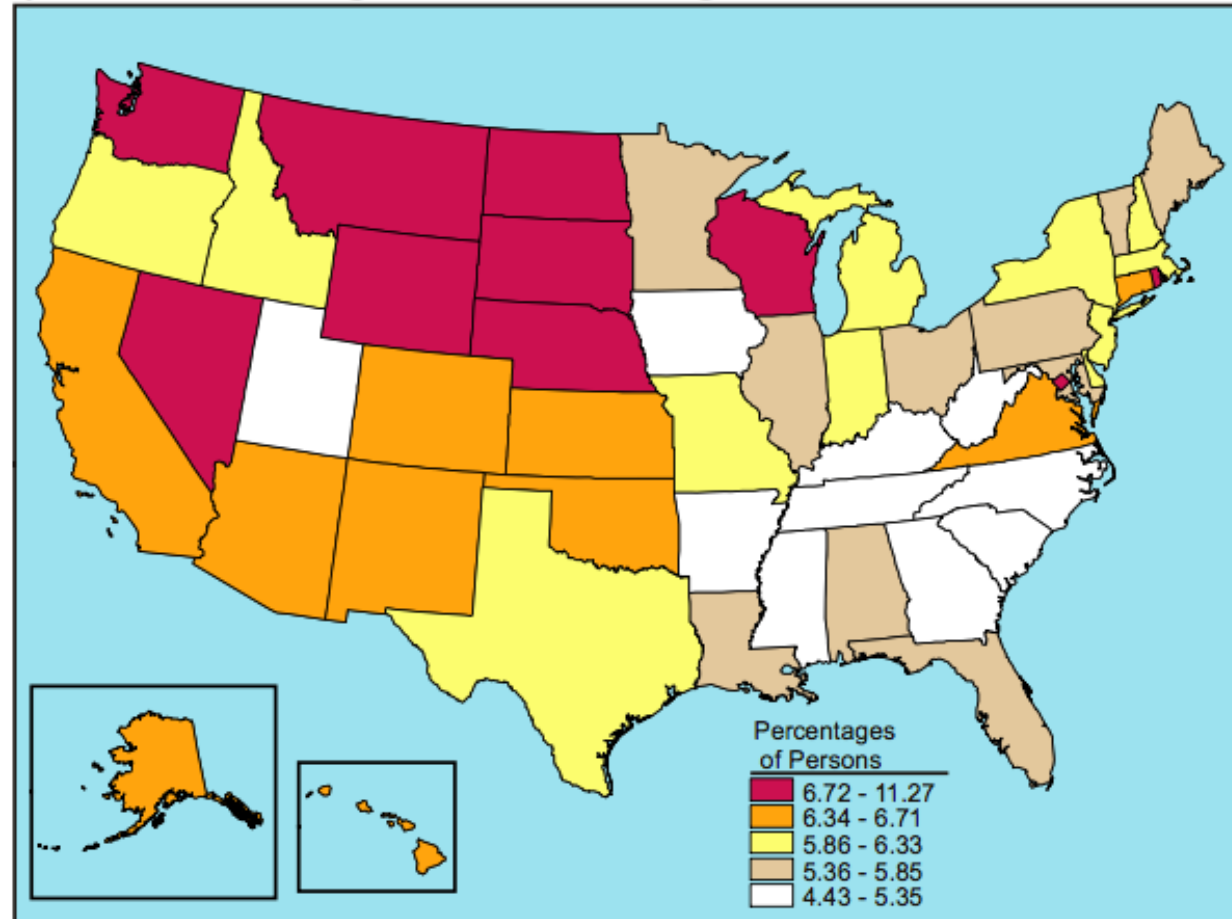 Percentages
of Persons
6.72 - 11.27
6.34 - 6.71
5.86 - 6.33
5.36 - 5.85
4.43 - 5.35